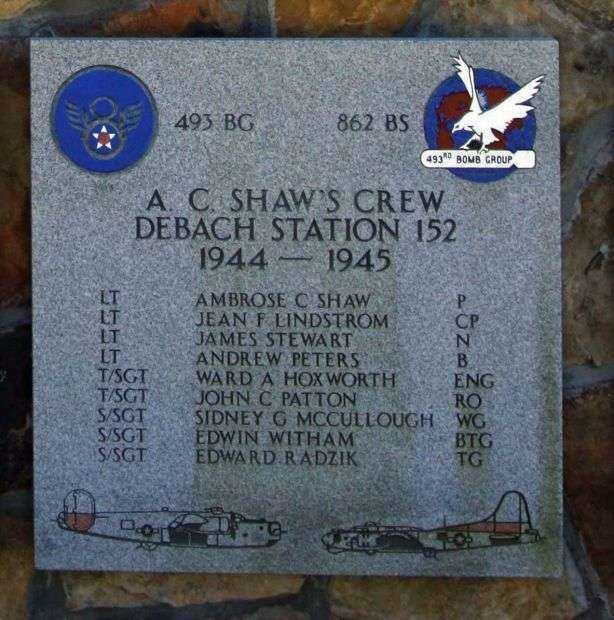 493 BG 862 BS
493RD BOMB GROUP
A. C. SHAW'S CREW
DEBACH STATION 152
1944 — 1945
LT AMBROSE C SHAW P
LT JEAN F LINDSTROM CP
LT JAMES STEWART N
LT ANDREW PETERS B
T/SGT WARD A HOXWORTH ENG
T/SGT JOHN C PATTON RO
S/SGT SIDNEY G MCCULLOUGH WG
S/SGT EDWIN WITHAM BTG
S/SGT EDWARD RADZIK TG